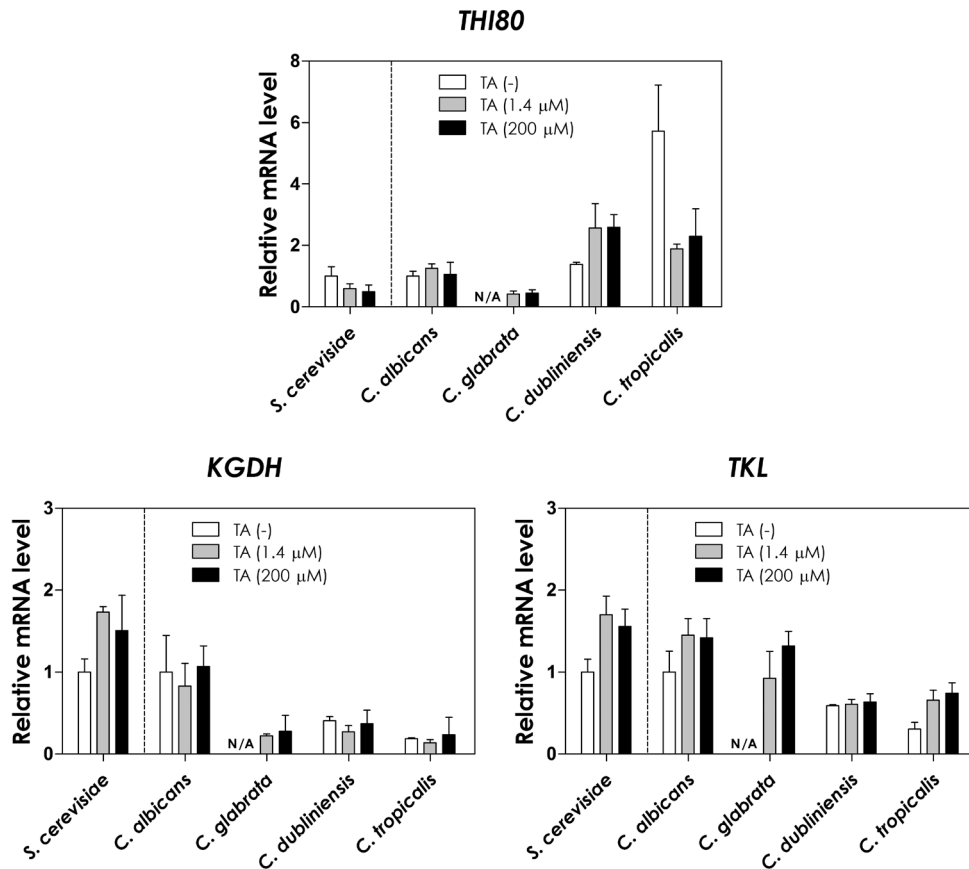 THI80
Relative mRNA level
8
6
4
2
0
TA (-)
TA (1.4 µM)
TA (200 µM)
N/A
S. cerevisiae
C. albicans
C. glabrata
C. dubliniensis
C. tropicalis
KGDH
Relative mRNA level
3
2
1
0
TA (-)
TA (1.4 µM)
TA (200 µM)
N/A
S. cerevisiae
C. albicans
C. glabrata
C. dubliniensis
C. tropicalis
TKL
Relative mRNA level
3
2
1
0
TA (-)
TA (1.4 µM)
TA (200 µM)
N/A
S. cerevisiae
C. albicans
C. glabrata
C. dubliniensis
C. tropicalis